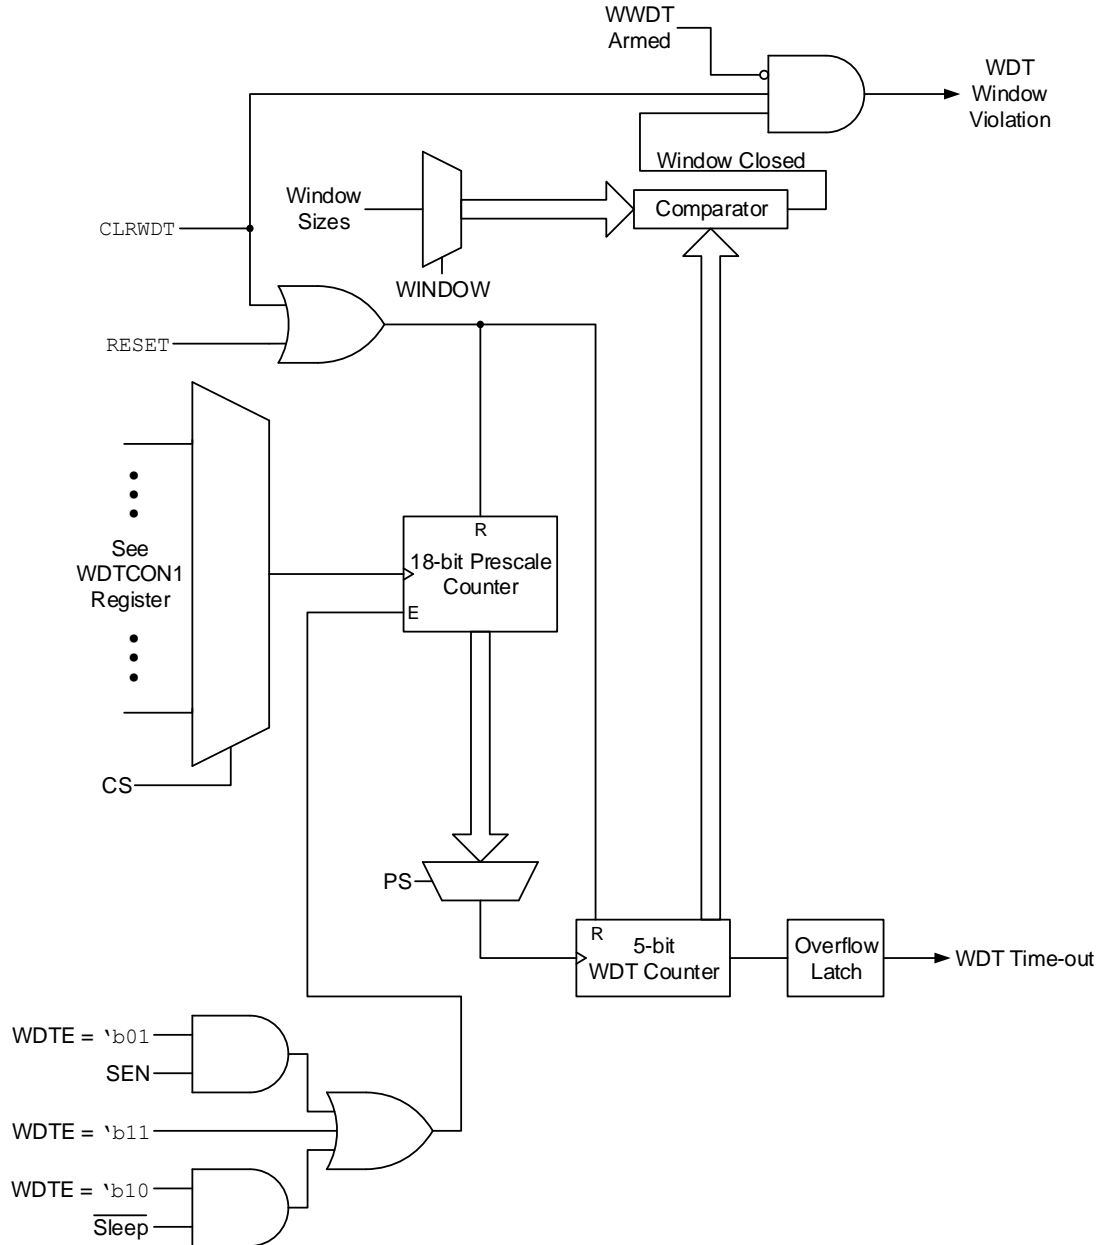 WWDT
Armed
WDT
Window
Violation
Window Closed
Window
Sizes
Comparator
CLRWDT
WINDOW
RESET
R
18-bit Prescale
Counter
E
See
WDTCON1
Register
CS
PS
R
5-bit
WDT Counter
Overflow
Latch
WDT Time-out
WDTE = 'b01
SEN
WDTE = 'b11
WDTE = 'b10
Sleep